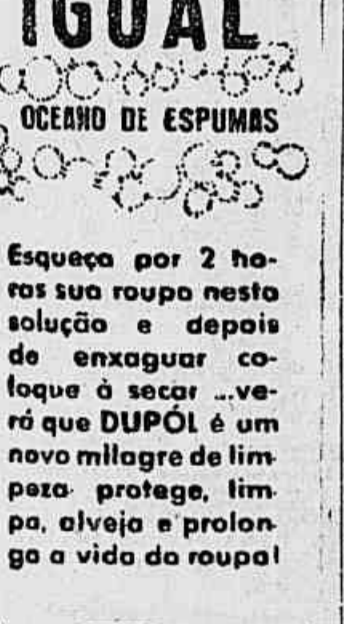 IGUAL
OCEANO DE ESPUMAS
Esqueça por 2 ho-
ras sua roupa nesta
solução e depois
de enxaguar co-
loque à secar ...ve-
rá que DUPÓL é um
novo milagre de lim-
peza- protege, lim-
pa, alveja e prolon-
ga a vida da roupa!